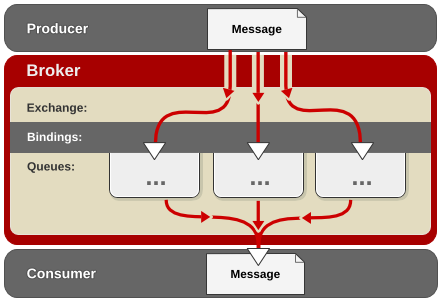 Producer
Message
Broker
Exchange:
Bindings:
Queues:
... ... ...
Consumer
Message